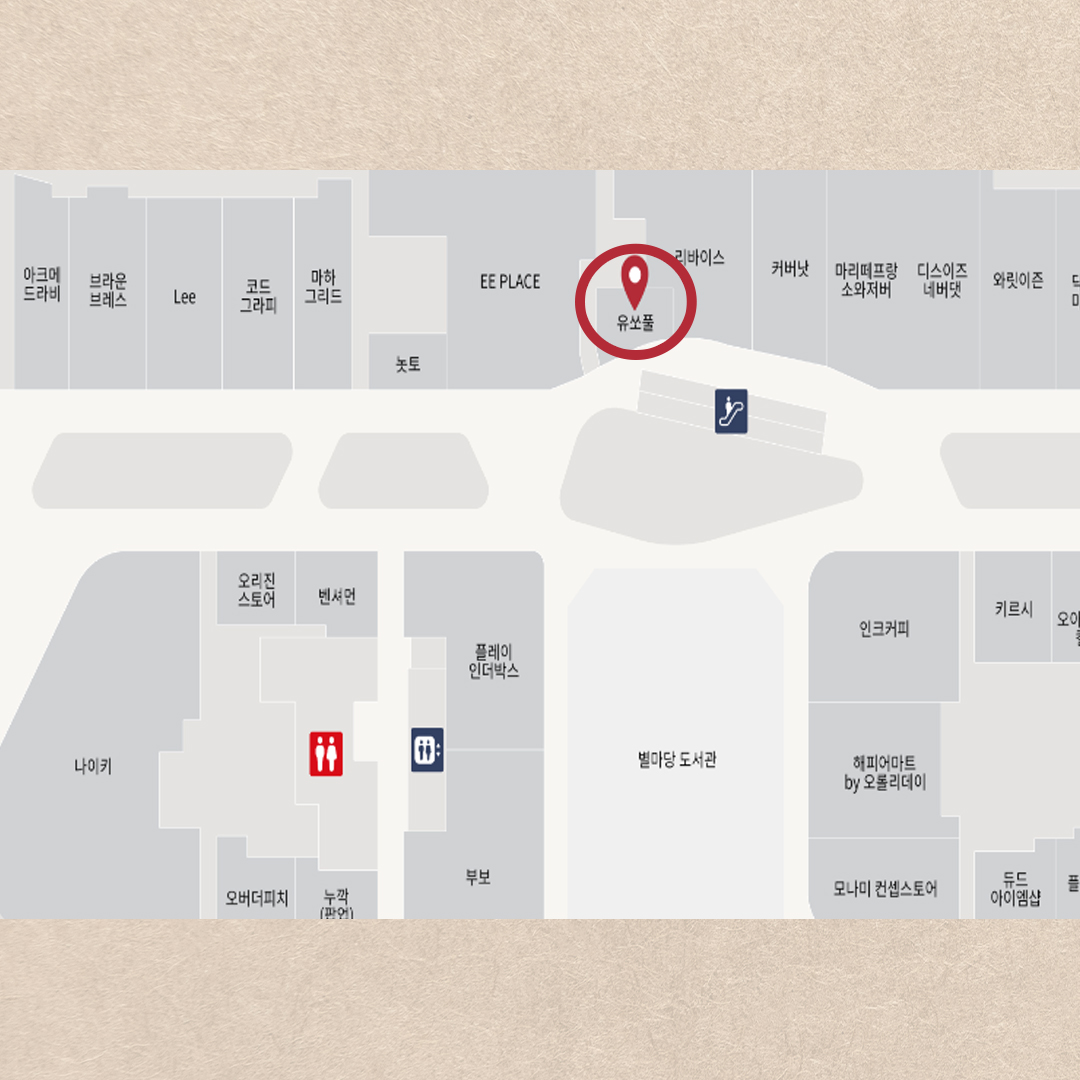 아크메
드라비
브라운
브레스
Lee
코드
그라피
마하
그리드
EE PLACE
놋토
유쏘풀
리바이스
커버낫
마리떼프랑
소와저버
디스이즈
네버댓
와릿이즌
오리진
스토어
벤셔먼
플레이
인더박스
나이키
별마당 도서관
인크커피
키르시
해피어마트
by 오롤리데이
오버더피치
누깍
(팝업)
부보
모나미 컨셉스토어
듀드
아이엠샵